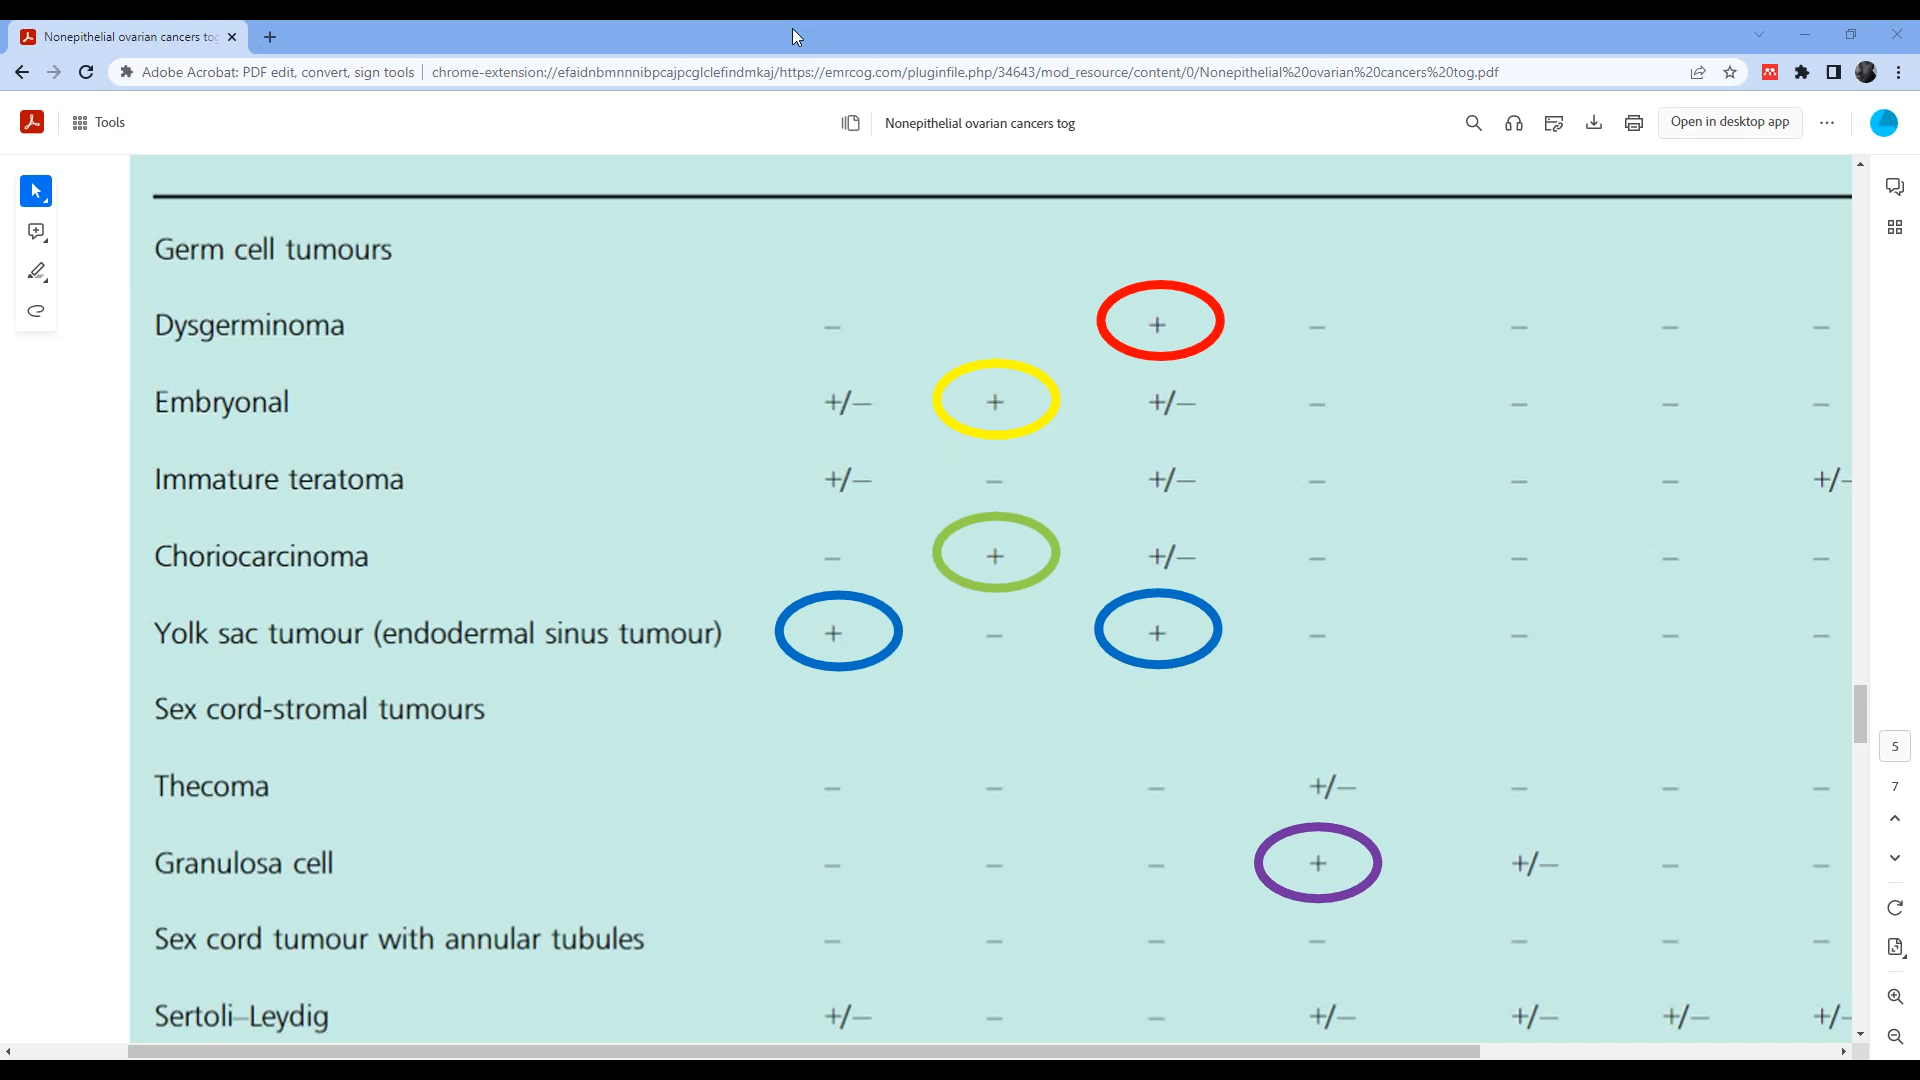 Nonepithelial ovarian cancers tog
Adobe Acrobat: PDF edit, convert, sign tools | chrome-extension://efaidnbmnnnibpcajpcglclefindmkaj/https://emrcog.com/pluginfile.php/34643/mod_resource/content/0/Nonepithelial%20ovarian%20cancers%20tog.pdf
Tools
Nonepithelial ovarian cancers tog
Open in desktop app
Germ cell tumours
Dysgerminoma – + – – – –
Embryonal +/– + +/– – – – –
Immature teratoma +/– – +/– – – – +/–
Choriocarcinoma – + +/– – – – –
Yolk sac tumour (endodermal sinus tumour) + – + – – – –
Sex cord-stromal tumours
Thecoma – – – +/– – – –
Granulosa cell – – – + +/– – –
Sex cord tumour with annular tubules – – – – – – –
Sertoli–Leydig +/– – – +/– +/– +/– +/–
5
7